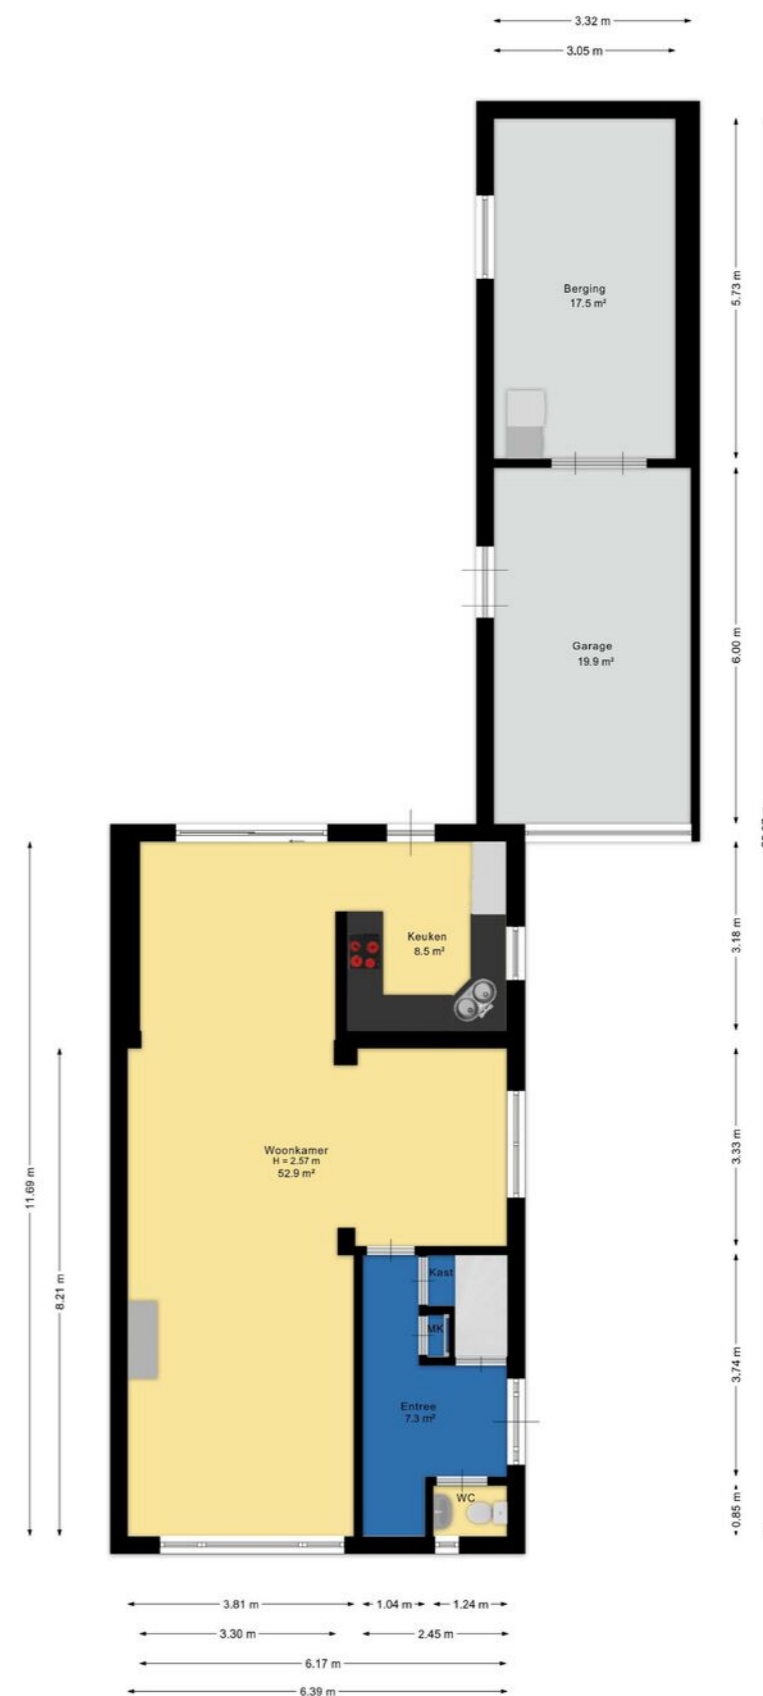 3.32 m
3.05 m
5.73 m
Berging
17.5 m²
6.00 m
Garage
19.9 m²
3.18 m
Keuken
8.5 m²
3.33 m
Woonkamer
H = 2.57 m
52.9 m²
11.69 m
8.21 m
Kast
MK
3.74 m
Entree
7.3 m²
WC
0.85 m
3.81 m
1.04 m
1.24 m
3.30 m
2.45 m
6.17 m
6.39 m